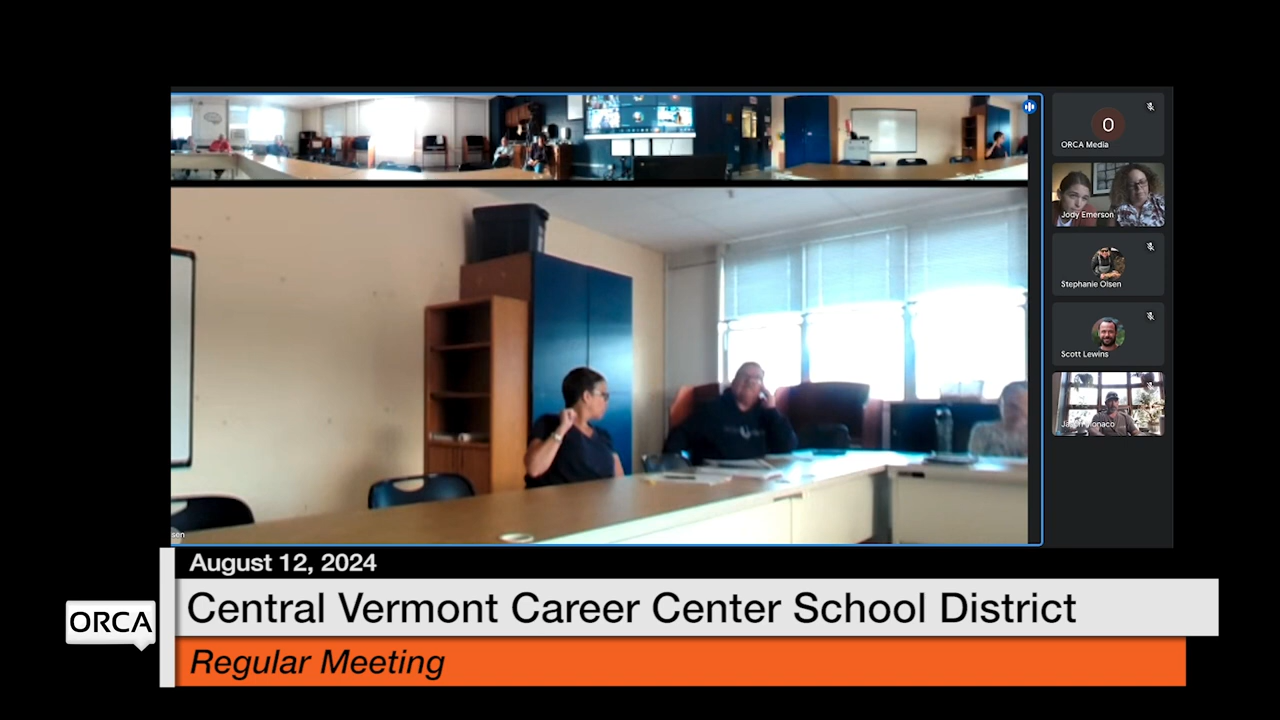 O
ORCA Media
Jody Emerson
Stephanie Olsen
Scott Lewins
sen
August 12, 2024
Central Vermont Career Center School District
ORCA
Regular Meeting